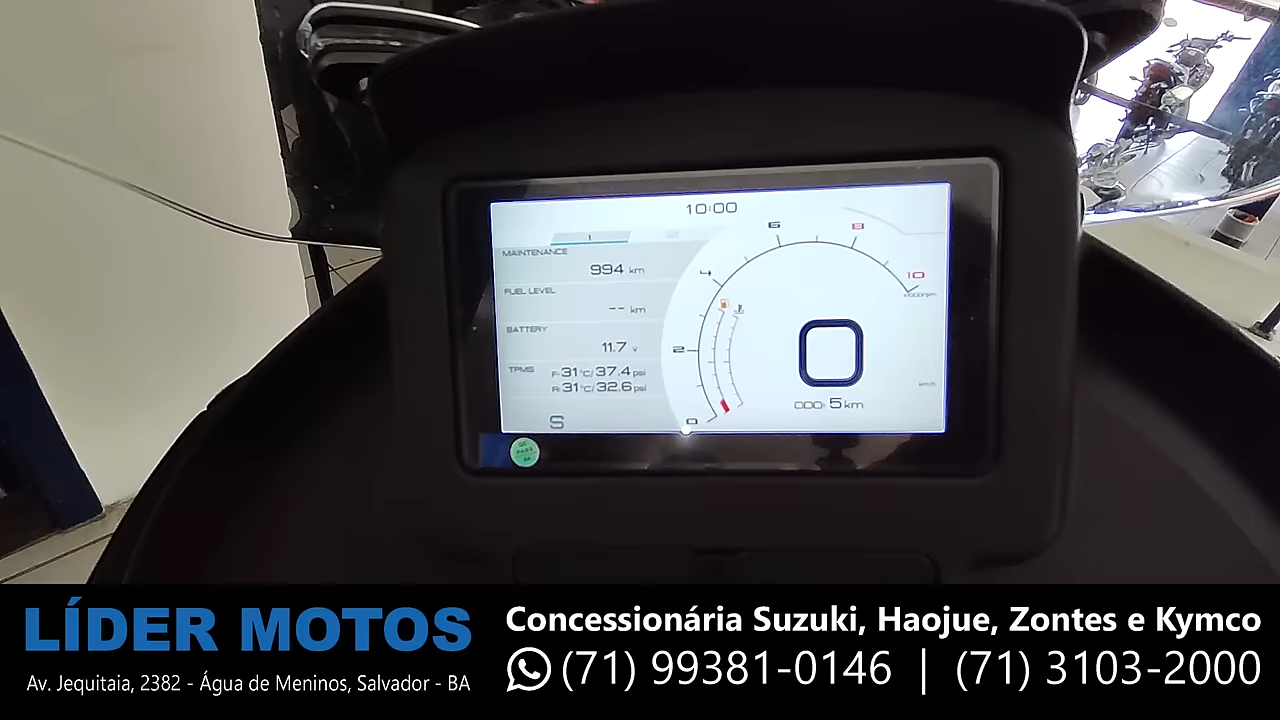 10:00
1
MAINTENANCE
994 km
FUEL LEVEL
-- km
BATTERY
11.7 v
TPMS
F: 31 °C/ 37.4 psi
R: 31 °C/ 32.6 psi
S
0
2
4
6
8
10
x1000rpm
0
km/h
ODO: 5 km
LÍDER MOTOS
Av. Jequitaia, 2382 - Água de Meninos, Salvador - BA
Concessionária Suzuki, Haojue, Zontes e Kymco
(71) 99381-0146 | (71) 3103-2000